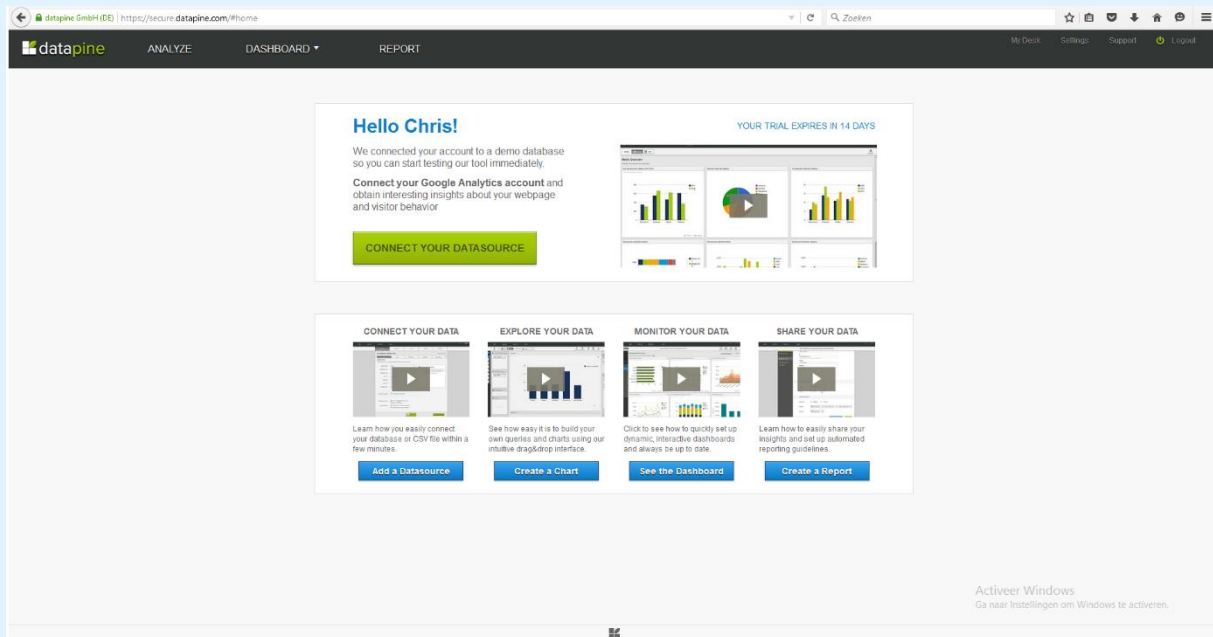 datapine GmbH (DE) https://secure.datapine.com/#home Zoeken
datapine ANALYZE DASHBOARD REPORT My Desk Settings Support Logout
Hello Chris!
YOUR TRIAL EXPIRES IN 14 DAYS
We connected your account to a demo database
so you can start testing our tool immediately.
Connect your Google Analytics account and
obtain interesting insights about your webpage
and visitor behavior
CONNECT YOUR DATASOURCE
CONNECT YOUR DATA
Learn how you easily connect
your database or CSV file within a
few minutes.
Add a Datasource
EXPLORE YOUR DATA
See how easy it is to build your
own queries and charts using our
intuitive drag&drop interface.
Create a Chart
MONITOR YOUR DATA
Click to see how to quickly set up
dynamic, interactive dashboards
and always be up to date.
See the Dashboard
SHARE YOUR DATA
Learn how to easily share your
insights and set up automated
reporting guidelines.
Create a Report
Activeer Windows
Ga naar Instellingen om Windows te activeren.